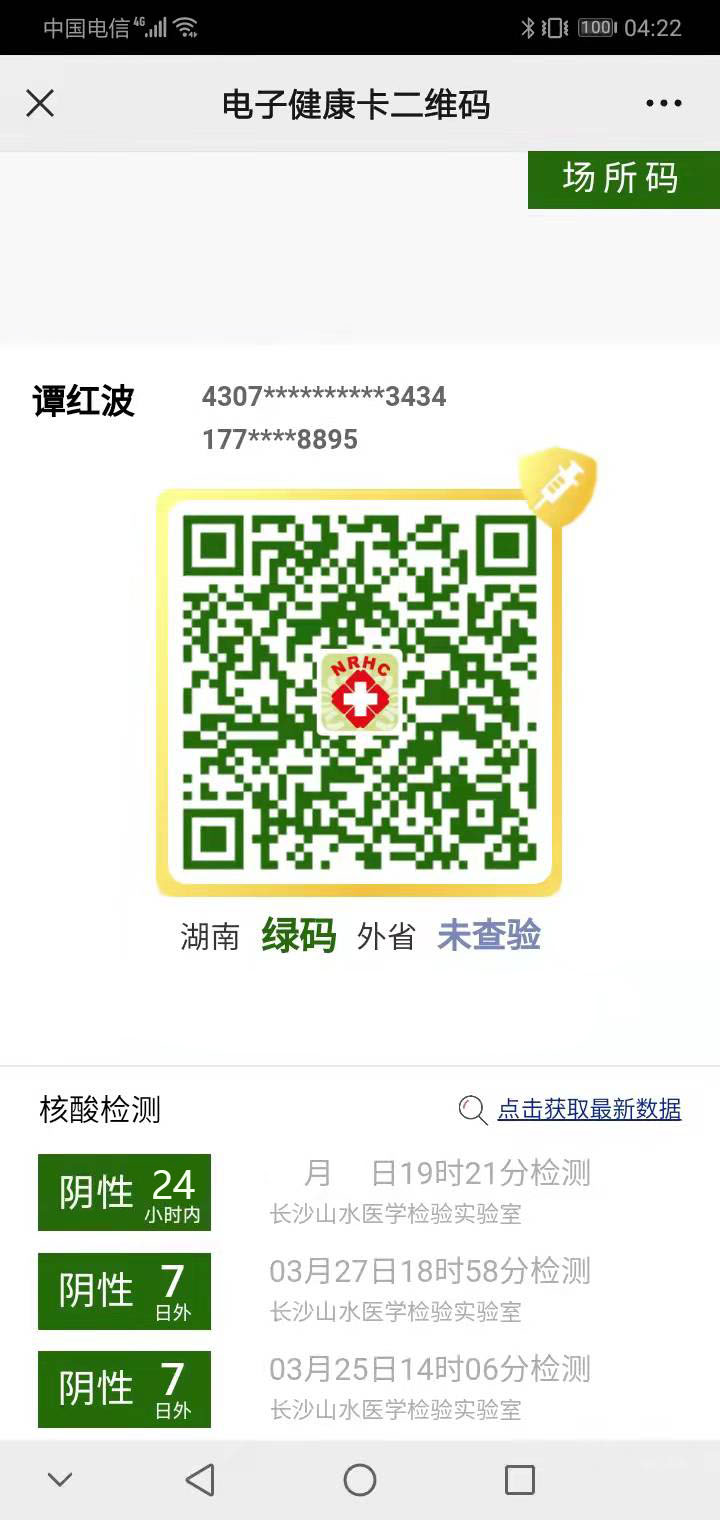 中国电信 4G 100 04:22
电子健康卡二维码
场所码
谭红波 4307**********3434
177****8895
NRHC
湖南 绿码 外省 未查验
核酸检测 点击获取最新数据
阴性 24小时内 月 日19时21分检测
长沙山水医学检验实验室
阴性 7日外 03月27日18时58分检测
长沙山水医学检验实验室
阴性 7日外 03月25日14时06分检测
长沙山水医学检验实验室